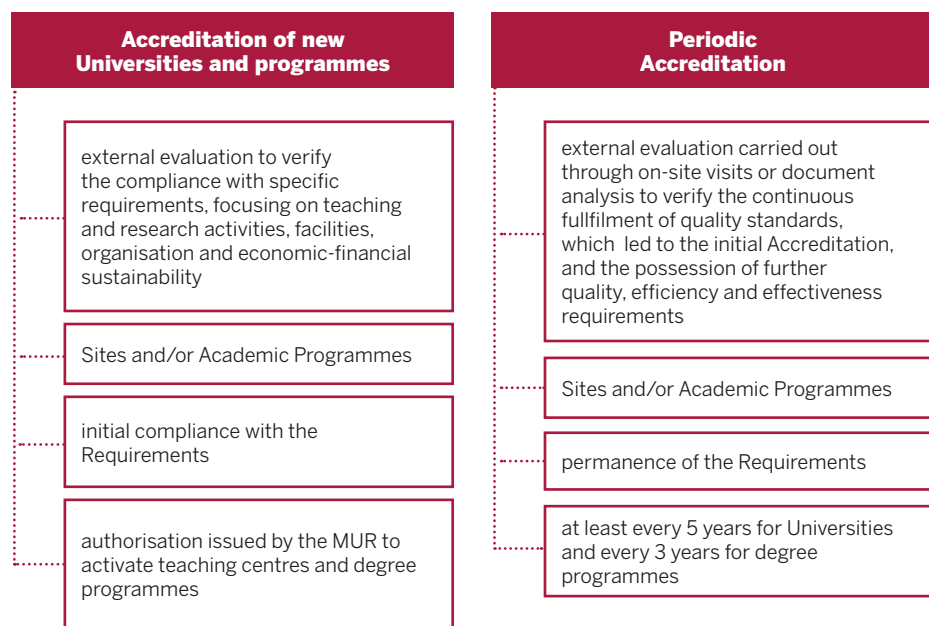 Accreditation of new
Universities and programmes
external evaluation to verify
the compliance with specific
requirements, focusing on teaching
and research activities, facilities,
organisation and economic-financial
sustainability
Sites and/or Academic Programmes
initial compliance with the
Requirements
authorisation issued by the MUR to
activate teaching centres and degree
programmes
Periodic
Accreditation
external evaluation carried out
through on-site visits or document
analysis to verify the continuous
fullfilment of quality standards,
which led to the initial Accreditation,
and the possession of further
quality, efficiency and effectiveness
requirements
Sites and/or Academic Programmes
permanence of the Requirements
at least every 5 years for Universities
and every 3 years for degree
programmes